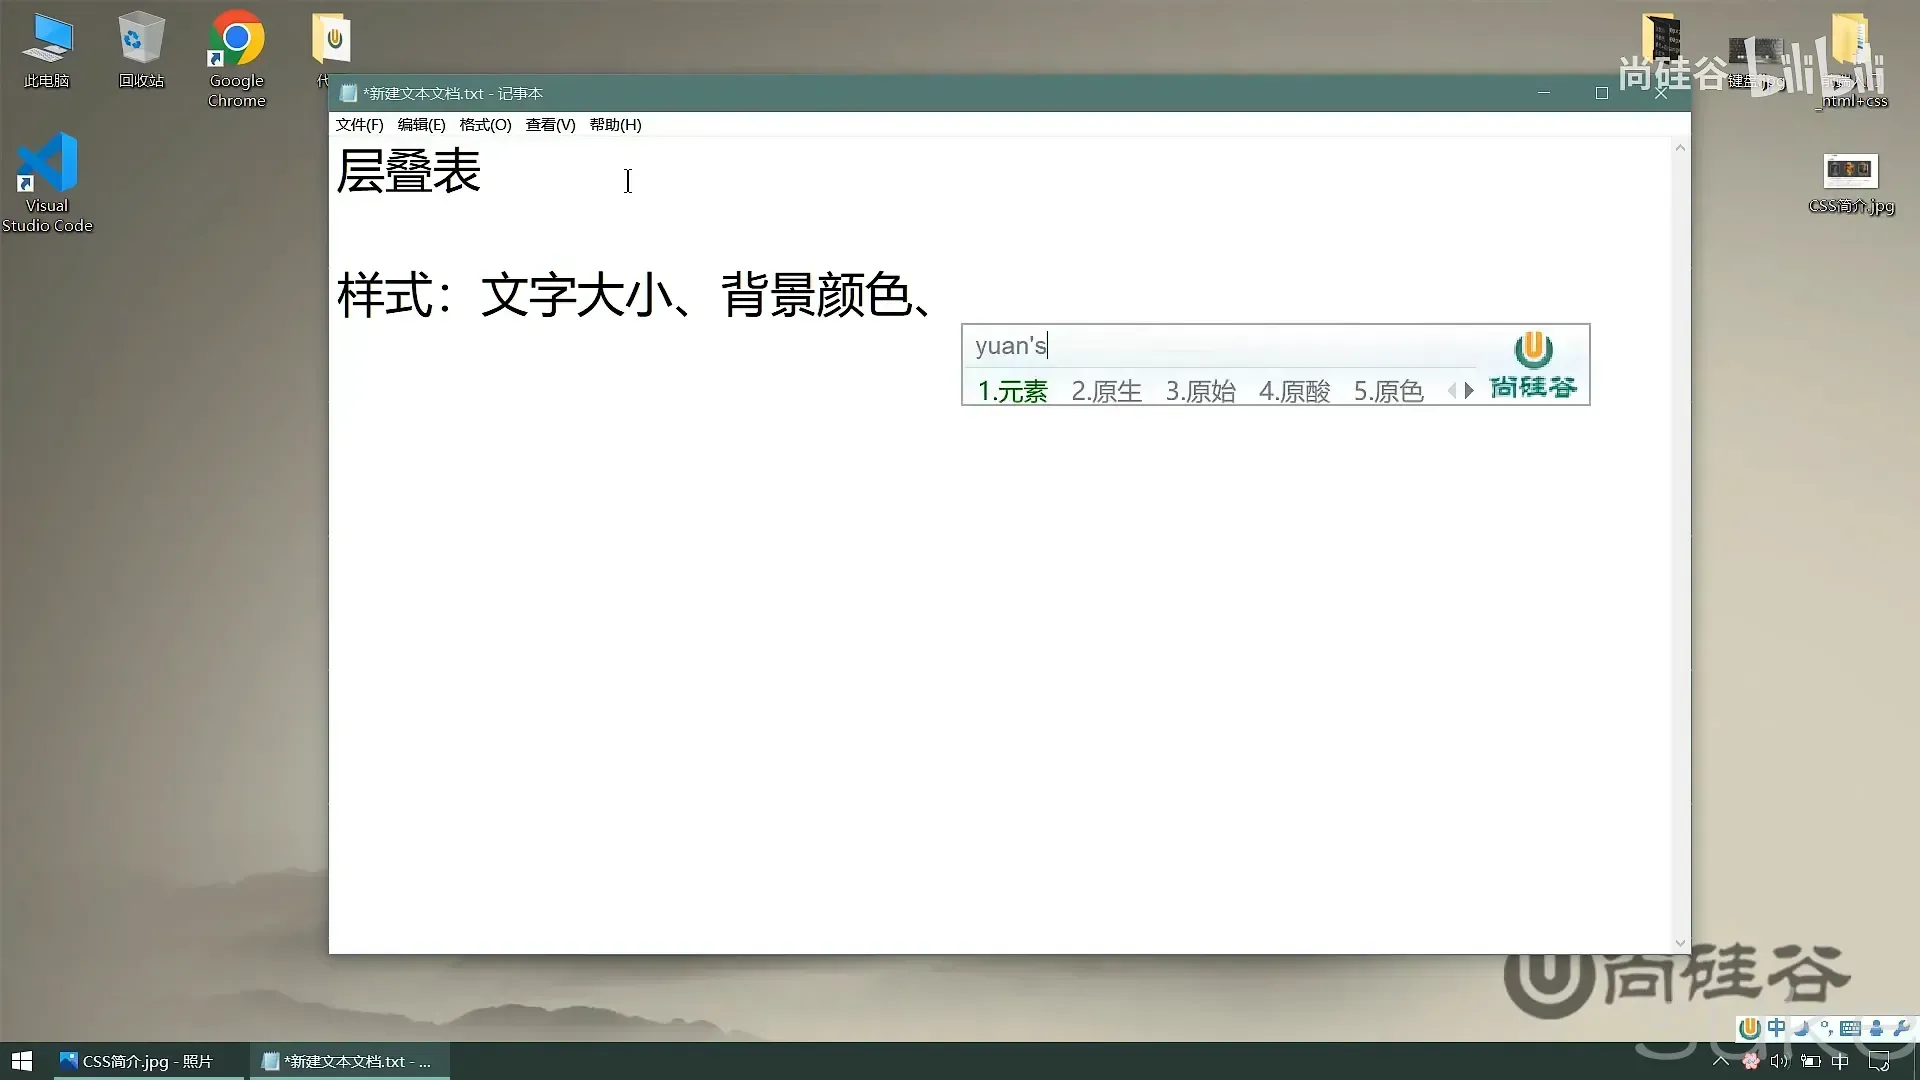 此电脑
回收站
Google
Chrome
Visual
Studio Code
尚硅谷 bilibili
键盘.jpg
_html+css
CSS简介.jpg
*新建文本文档.txt - 记事本
文件(F) 编辑(E) 格式(O) 查看(V) 帮助(H)
层叠表
样式：文字大小、背景颜色、
yuan's
1.元素 2.原生 3.原始 4.原酸 5.原色
尚硅谷
尚硅谷
中
CSS简介.jpg - 照片
*新建文本文档.txt - ...
中